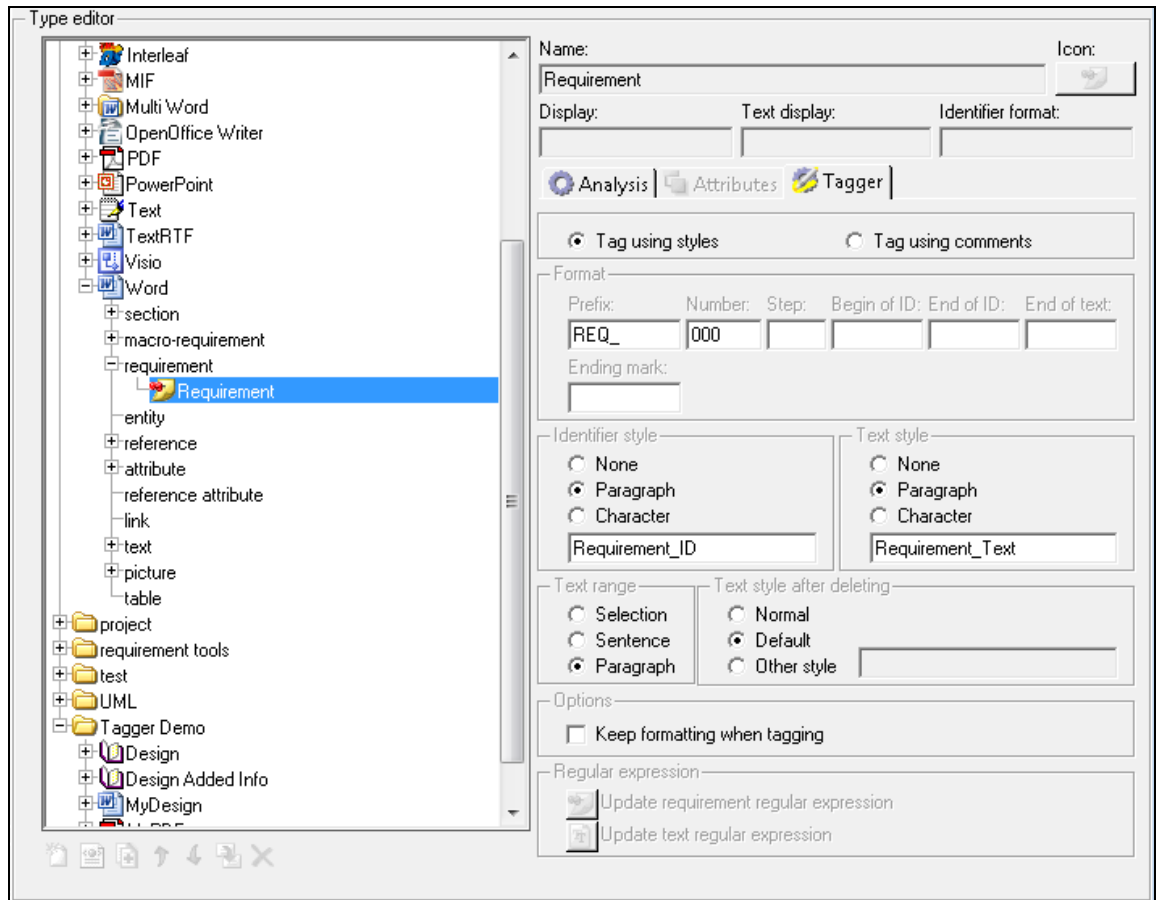 Type editor
Interleaf
MIF
Multi Word
OpenOffice Writer
PDF
PowerPoint
Text
TextRTF
Visio
Word
section
macro-requirement
requirement
Requirement
entity
reference
attribute
reference attribute
link
text
picture
table
project
requirement tools
test
UML
Tagger Demo
Design
Design Added Info
MyDesign
Name: Icon:
Requirement
Display: Text display: Identifier format:
Analysis Attributes Tagger
Tag using styles Tag using comments
Format
Prefix: Number: Step: Begin of ID: End of ID: End of text:
REQ_ 000
Ending mark:
Identifier style Text style
None None
Paragraph Paragraph
Character Character
Requirement_ID Requirement_Text
Text range Text style after deleting
Selection Normal
Sentence Default
Paragraph Other style
Options
Keep formatting when tagging
Regular expression
Update requirement regular expression
Update text regular expression